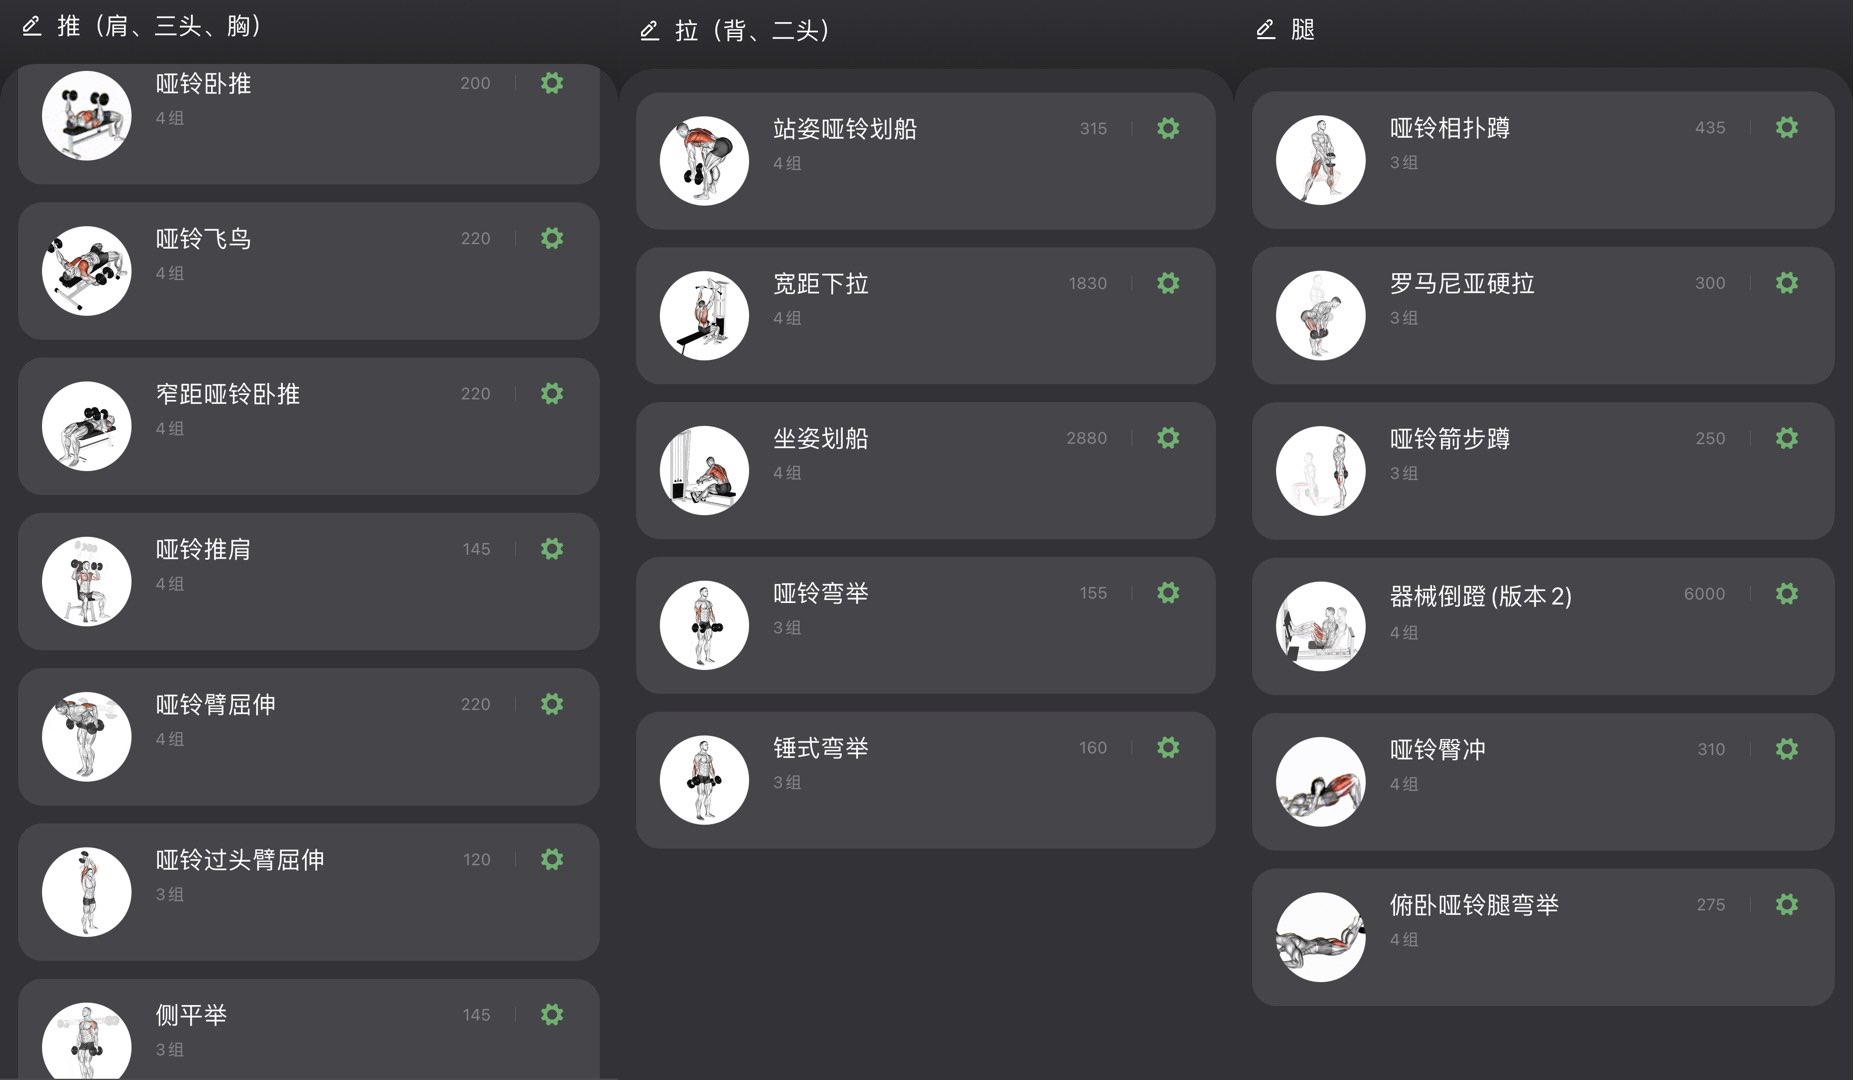 推（肩、三头、胸）
哑铃卧推
200
4 组
哑铃飞鸟
220
4 组
窄距哑铃卧推
220
4 组
哑铃推肩
145
4 组
哑铃臂屈伸
220
4 组
哑铃过头臂屈伸
120
3 组
侧平举
145
3 组
拉（背、二头）
站姿哑铃划船
315
4 组
宽距下拉
1830
4 组
坐姿划船
2880
4 组
哑铃弯举
155
3 组
锤式弯举
160
3 组
腿
哑铃相扑蹲
435
3 组
罗马尼亚硬拉
300
3 组
哑铃箭步蹲
250
3 组
器械倒蹬 (版本 2)
6000
4 组
哑铃臀冲
310
4 组
俯卧哑铃腿弯举
275
4 组